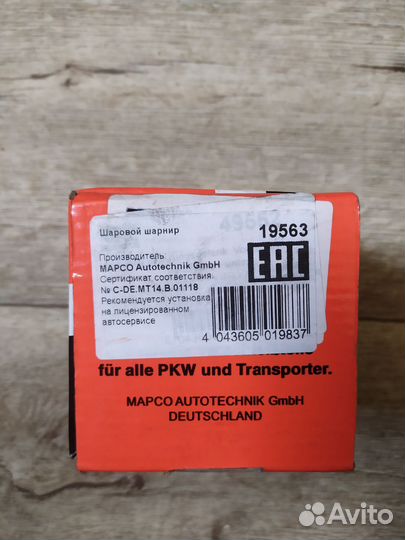 Шаровой шарнир
19563
Производитель
MAPCO Autotechnik GmbH
Сертификат соответствия:
№ C-DE.MT14.B.01118
Рекомендуется установка
на лицензированном
автосервисе
EAC
4 043605 019837
für alle PKW und Transporter.
MAPCO AUTOTECHNIK GmbH
DEUTSCHLAND
Avito